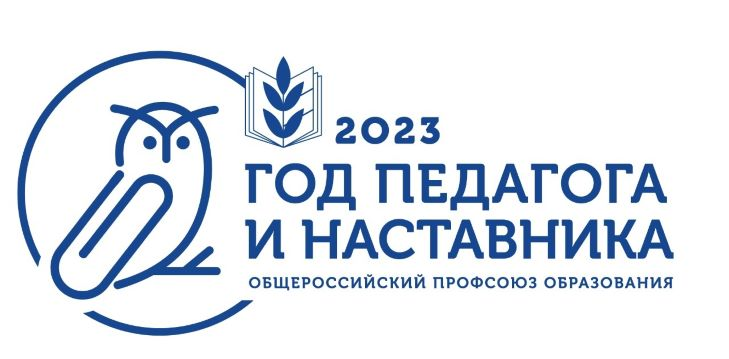 2023
ГОД ПЕДАГОГА
И НАСТАВНИКА
ОБЩЕРОССИЙСКИЙ ПРОФСОЮЗ ОБРАЗОВАНИЯ